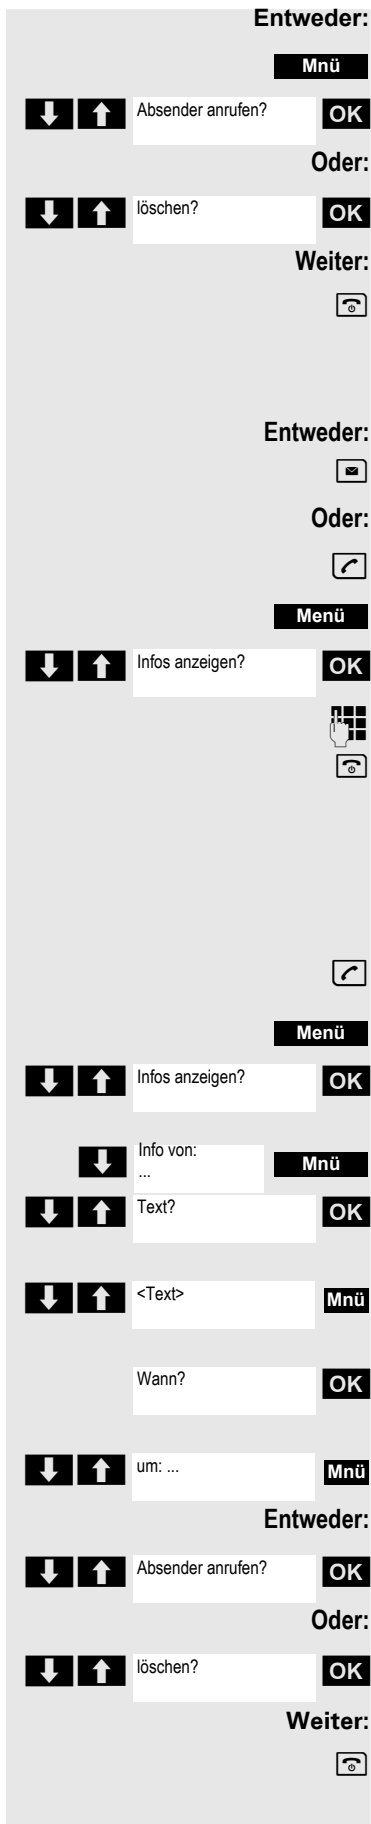 Entweder:
Mnü
Absender anrufen? OK
Oder:
löschen? OK
Weiter:
Entweder:
Oder:
Menü
Infos anzeigen? OK
Menü
Infos anzeigen? OK
Info von:
... Mnü
Text? OK
<Text> Mnü
Wann? OK
um: ... Mnü
Entweder:
Absender anrufen? OK
Oder:
löschen? OK
Weiter: